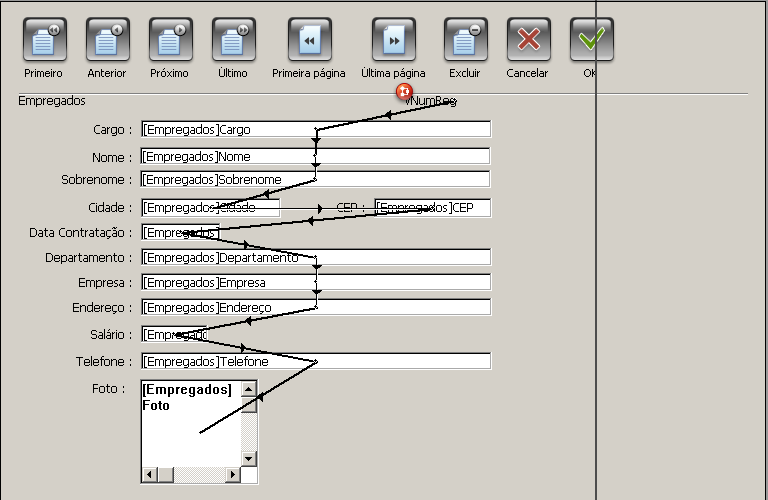 Primeiro Anterior Próximo Último Primeira página Última página Excluir Cancelar OK
Empregados vNumReg
Cargo : [Empregados]Cargo
Nome : [Empregados]Nome
Sobrenome : [Empregados]Sobrenome
Cidade : [Empregados]Cidade CEP : [Empregados]CEP
Data Contratação : [Empregados]
Departamento : [Empregados]Departamento
Empresa : [Empregados]Empresa
Endereço : [Empregados]Endereço
Salário : [Empregado
Telefone : [Empregados]Telefone
Foto : [Empregados]
Foto